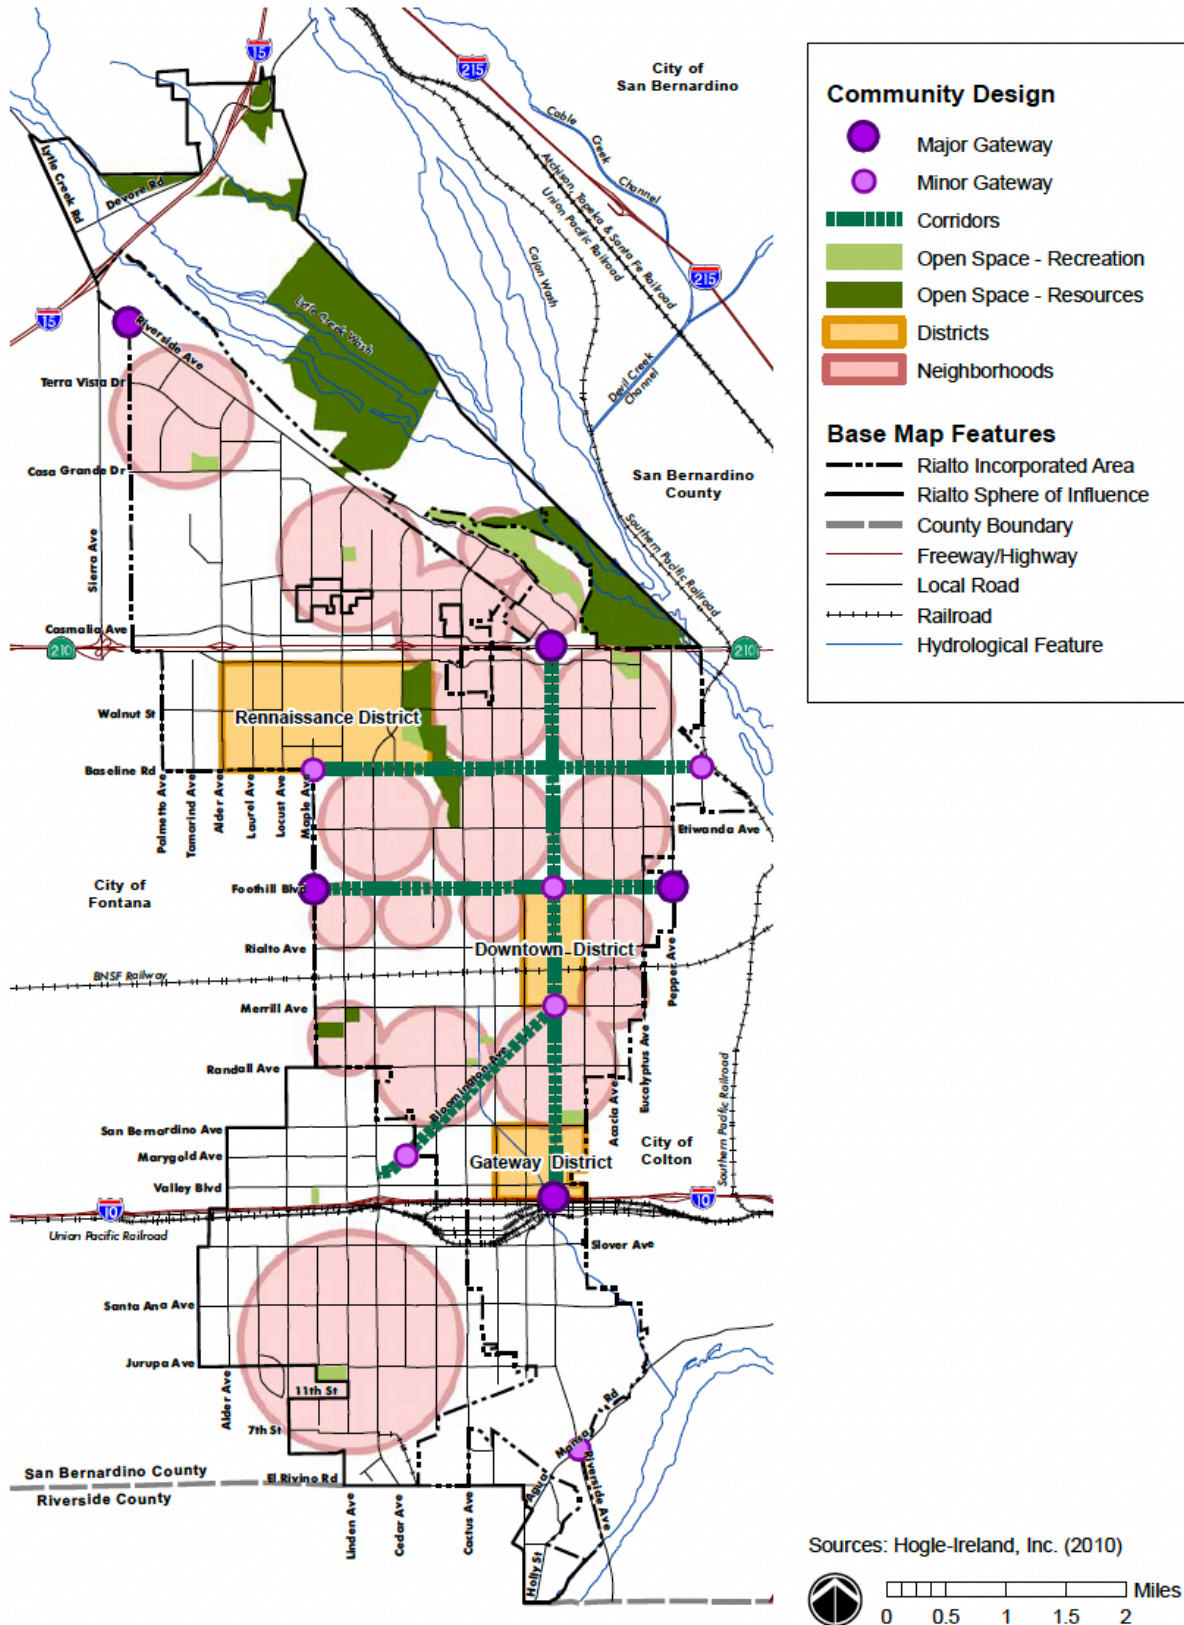 15
215
City of
San Bernardino
Cable
Creek
Channel
Atchison, Topeka & Santa Fe Railroad
Union Pacific Railroad
Lytle Creek Rd
Devore Rd
Cajon Wash
215
15
Lytle Creek Wash
Riverside Ave
Devil Creek
Channel
Terra Vista Dr
Casa Grande Dr
San Bernardino
County
Sierra Ave
Southern Pacific Railroad
Casmalia Ave
210
210
Walnut St
Rennaissance District
Baseline Rd
Palmetto Ave
Tamarind Ave
Alder Ave
Laurel Ave
Locust Ave
Maple Ave
Etiwanda Ave
City of
Fontana
Foothill Blvd
Rialto Ave
Downtown District
BNSF Railway
Pepper Ave
Merrill Ave
Randall Ave
Bloomington Ave
Eucalyptus Ave
Acacia Ave
Southern Pacific Railroad
San Bernardino Ave
City of
Colton
Marygold Ave
Gateway District
Valley Blvd
10
10
Union Pacific Railroad
Slover Ave
Santa Ana Ave
Jurupa Ave
Alder Ave
11th St
7th St
Agua Mansa Rd
Riverside Ave
San Bernardino County
El Rivino Rd
Riverside County
Linden Ave
Cedar Ave
Cactus Ave
Holly St
Community Design
Major Gateway
Minor Gateway
Corridors
Open Space - Recreation
Open Space - Resources
Districts
Neighborhoods
Base Map Features
Rialto Incorporated Area
Rialto Sphere of Influence
County Boundary
Freeway/Highway
Local Road
Railroad
Hydrological Feature
Sources: Hogle-Ireland, Inc. (2010)
Miles
0 0.5 1 1.5 2